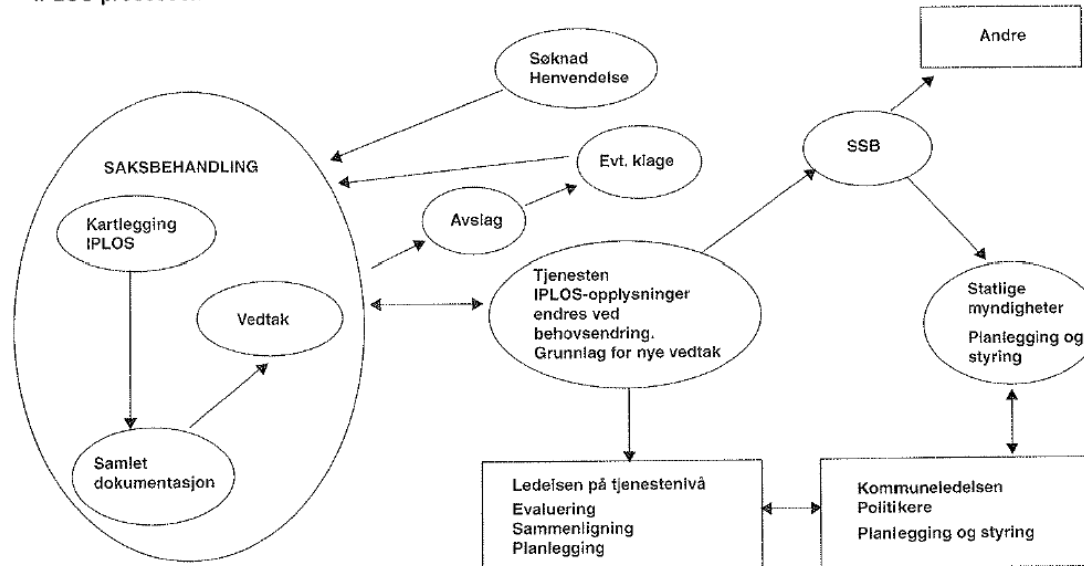 Andre
Søknad
Henvendelse
SSB
Evt. klage
SAKSBEHANDLING
Avslag
Kartlegging
IPLOS
Tjenesten
IPLOS-opplysninger
endres ved
behovsendring.
Grunnlag for nye vedtak
Statlige
myndigheter
Planlegging og
styring
Vedtak
Samlet
dokumentasjon
Ledelsen på tjenestenivå
Evaluering
Sammenligning
Planlegging
Kommuneledelsen
Politikere
Planlegging og styring